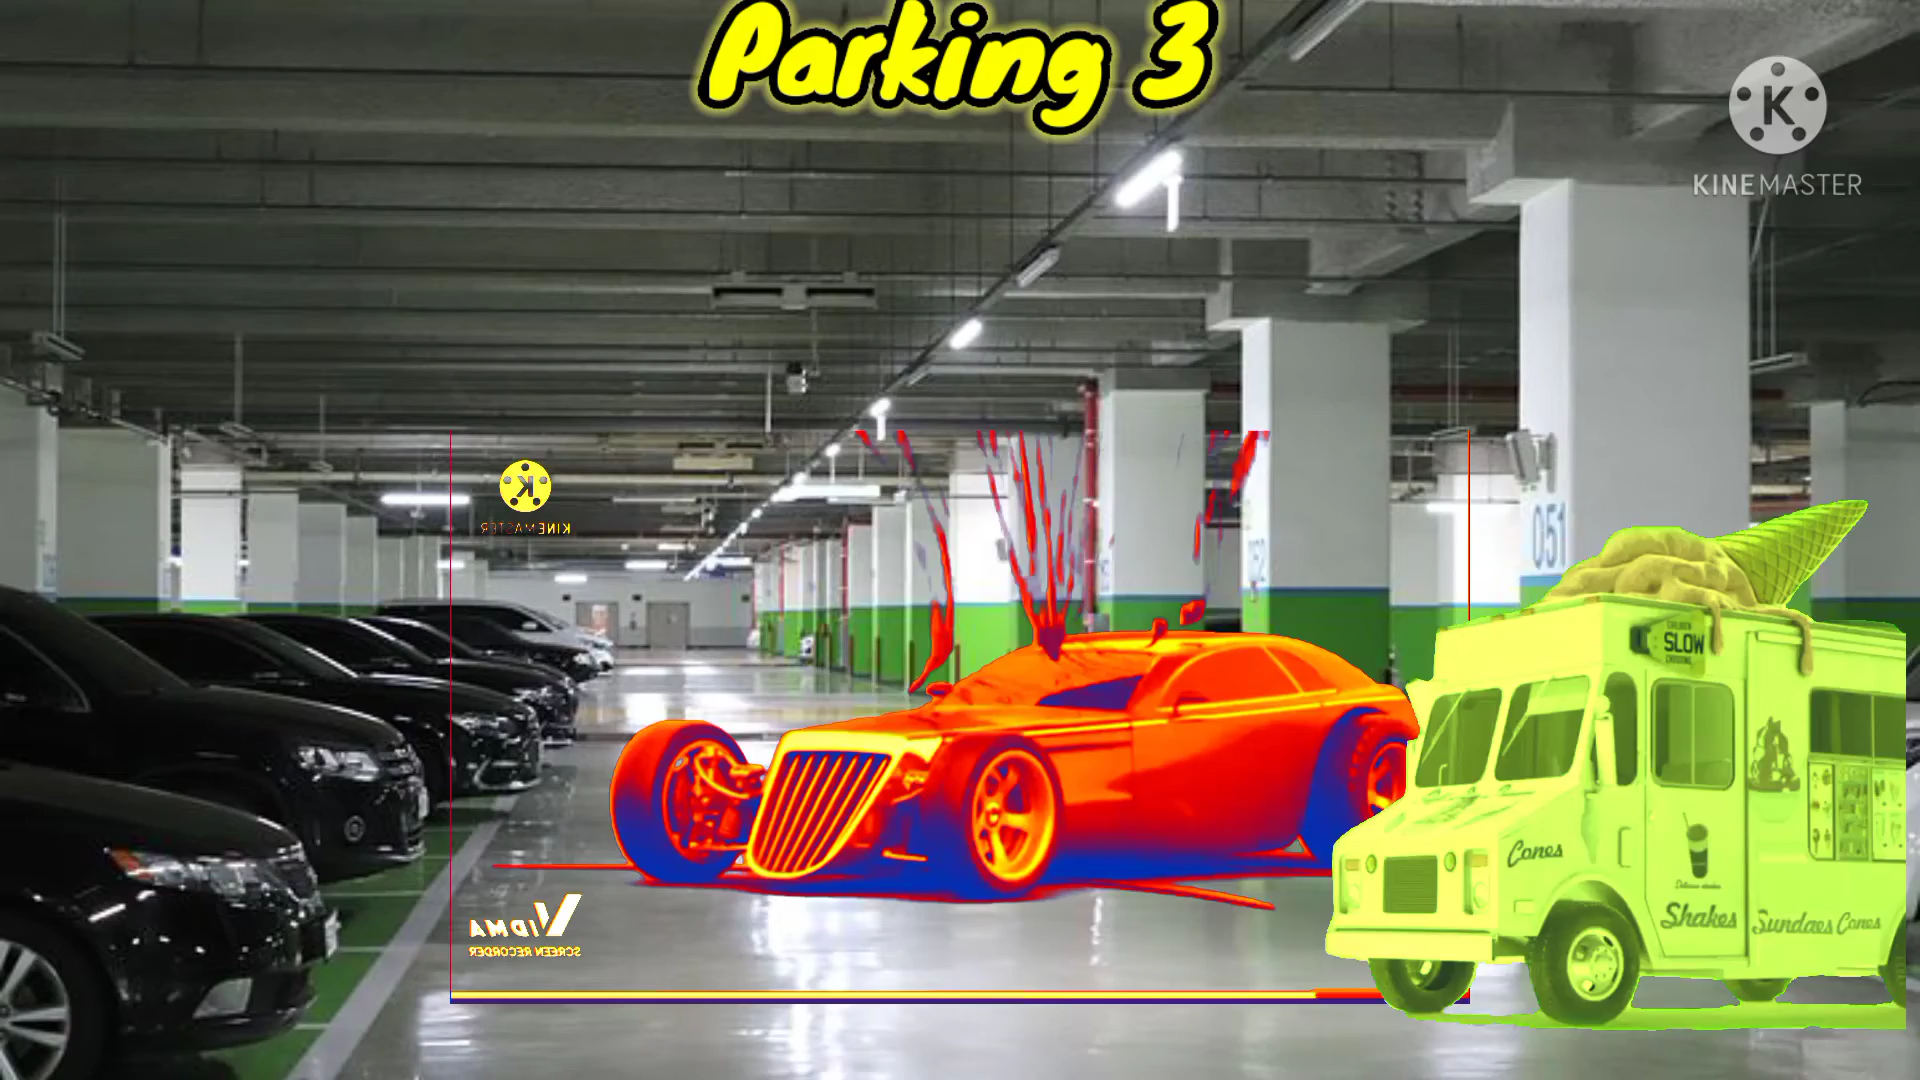 Parking 3
KINEMASTER
KINEMASTER
051
SLOW
Cones
Shakes
Sundaes Cones
VIDMA
SCREEN RECORDER